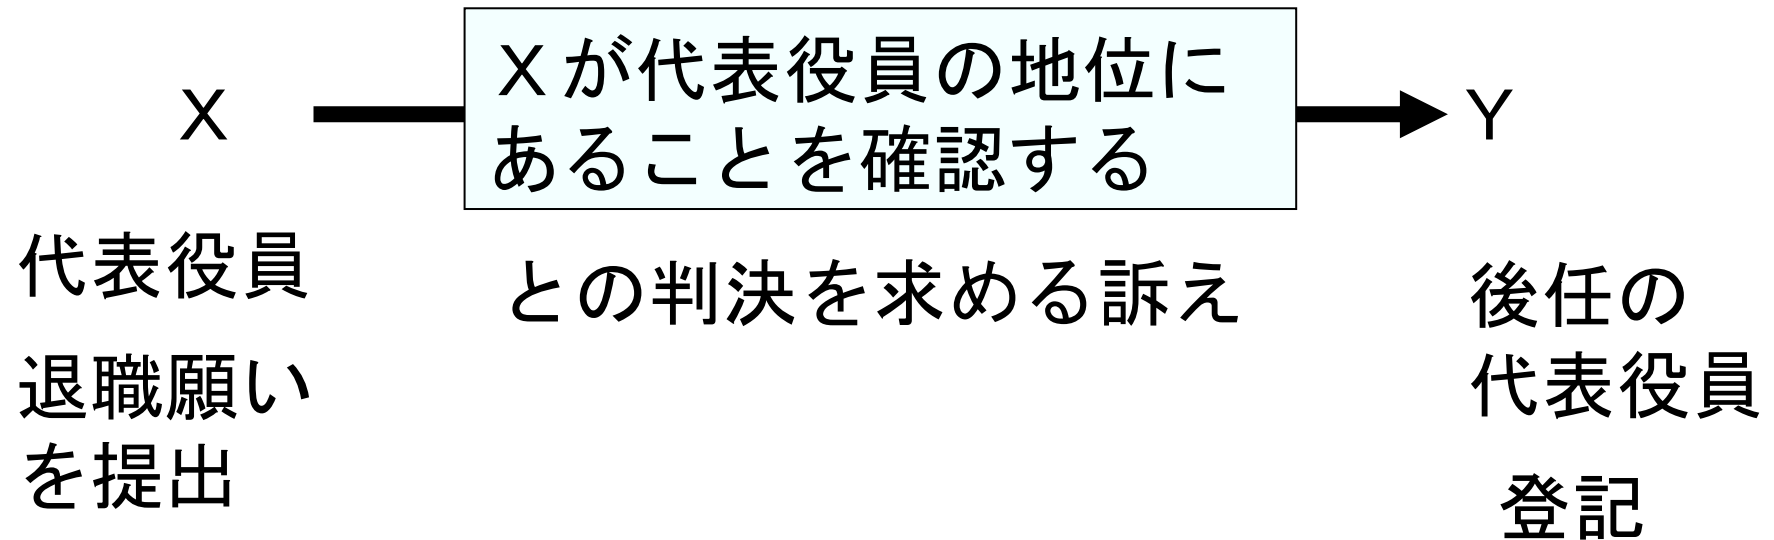 X
代表役員
退職願い
を提出
Xが代表役員の地位に
あることを確認する
との判決を求める訴え
Y
後任の
代表役員
登記